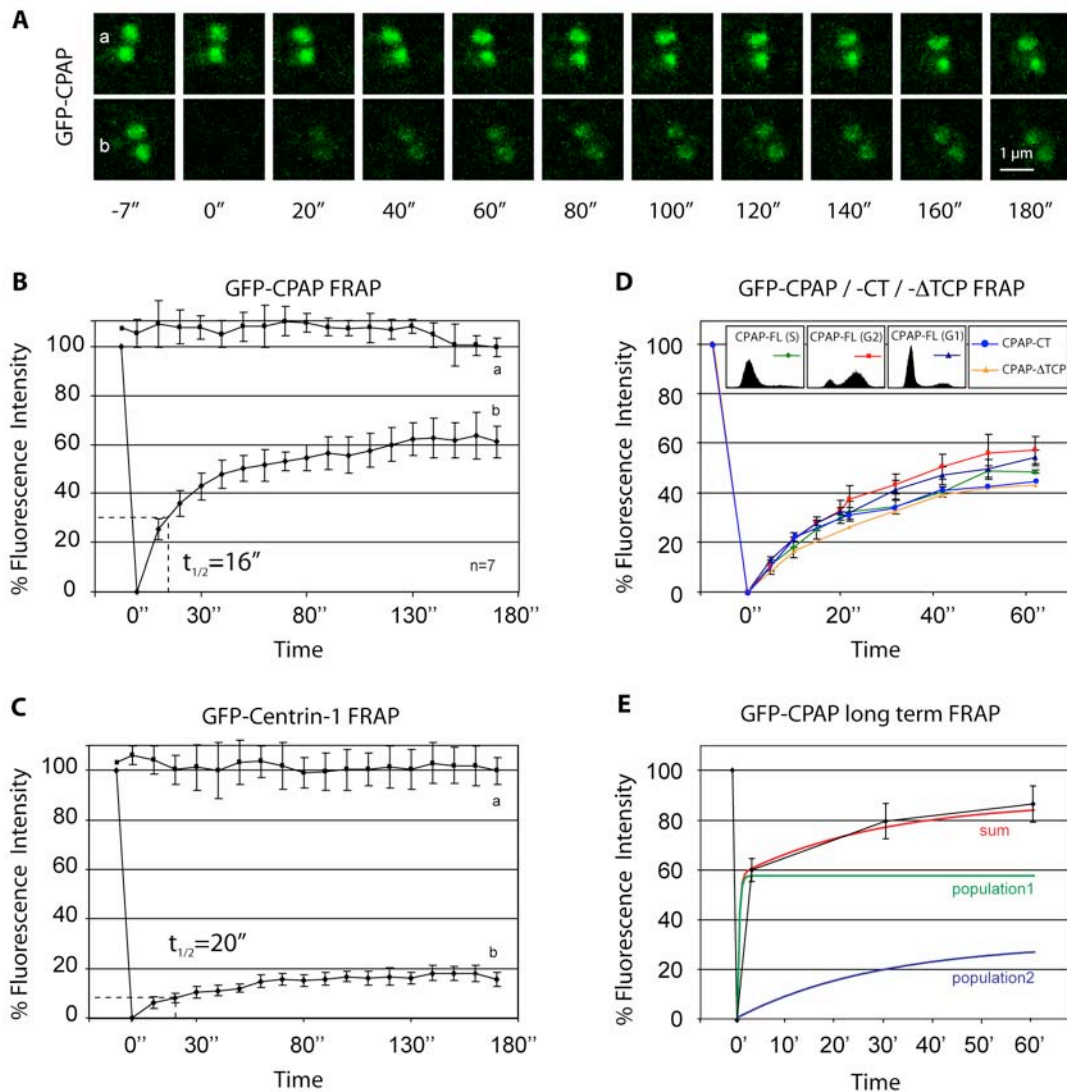 A
GFP-CPAP
a
b
1 µm
-7″ 0″ 20″ 40″ 60″ 80″ 100″ 120″ 140″ 160″ 180″
B
GFP-CPAP FRAP
% Fluorescence Intensity
100
80
60
40
20
0
a
b
t1/2=16″
n=7
0″ 30″ 80″ 130″ 180″
Time
C
GFP-Centrin-1 FRAP
% Fluorescence Intensity
100
80
60
40
20
0
a
b
t1/2=20″
0″ 30″ 80″ 130″ 180″
Time
D
GFP-CPAP / -CT / -ΔTCP FRAP
% Fluorescence Intensity
100
80
60
40
20
0
CPAP-FL (S) CPAP-FL (G2) CPAP-FL (G1)
CPAP-CT
CPAP-ΔTCP
0″ 20″ 40″ 60″
Time
E
GFP-CPAP long term FRAP
% Fluorescence Intensity
100
80
60
40
20
0
sum
population1
population2
0′ 10′ 20′ 30′ 40′ 50′ 60′
Time